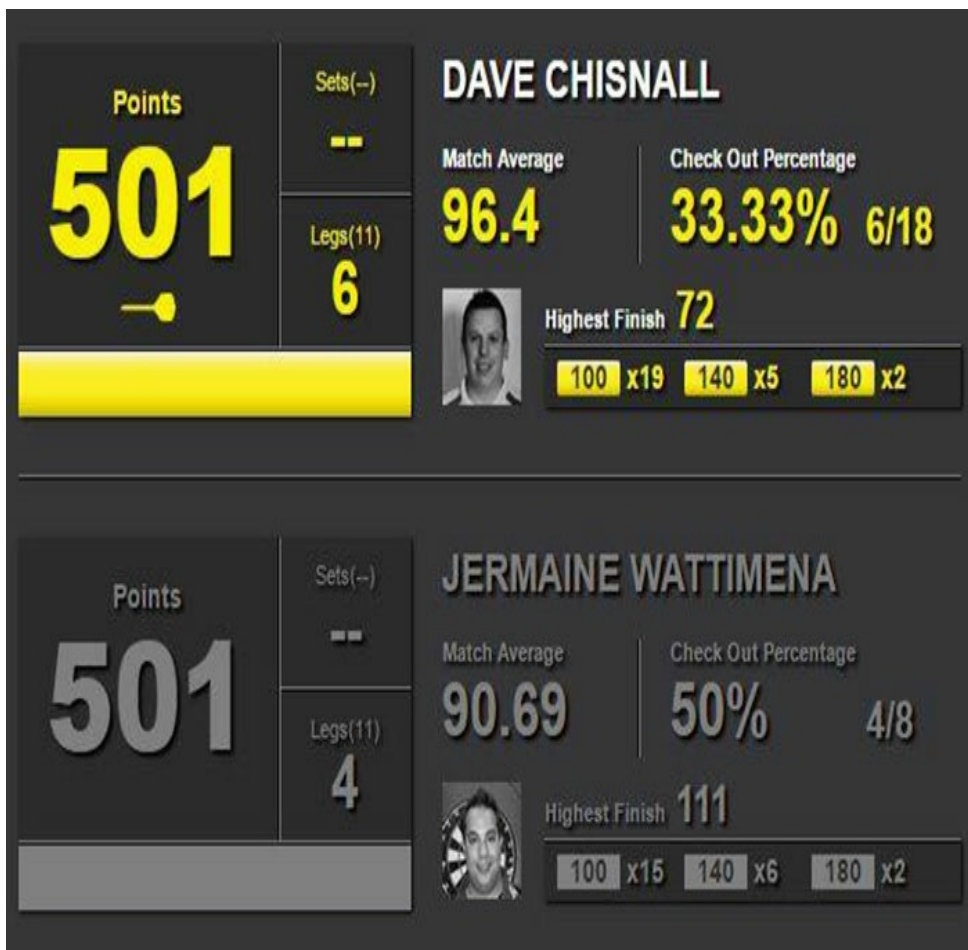 DAVE CHISNALL
Points
501
Sets(--)
--
Legs(11)
6
Match Average
96.4
Check Out Percentage
33.33% 6/18
Highest Finish 72
100 x19 140 x5 180 x2
JERMAINE WATTIMENA
Points
501
Sets(--)
--
Legs(11)
4
Match Average
90.69
Check Out Percentage
50% 4/8
Highest Finish 111
100 x15 140 x6 180 x2